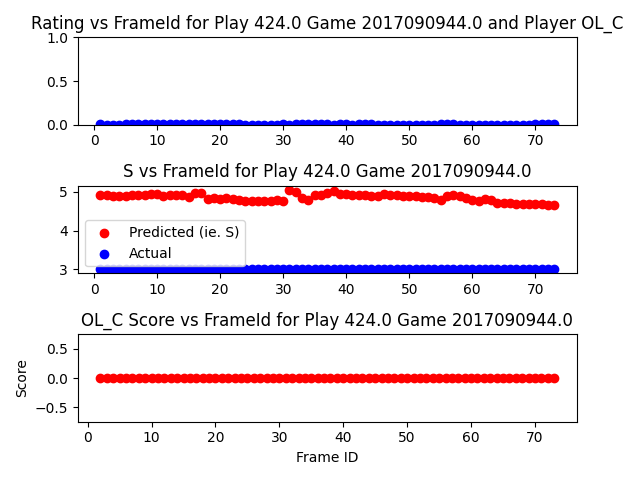 Rating vs FrameId for Play 424.0 Game 2017090944.0 and Player OL_C
1.0
0.5
0.0
0 10 20 30 40 50 60 70
S vs FrameId for Play 424.0 Game 2017090944.0
5
4
3
Predicted (ie. S)
Actual
0 10 20 30 40 50 60 70
OL_C Score vs FrameId for Play 424.0 Game 2017090944.0
Score
0.5
0.0
−0.5
0 10 20 30 40 50 60 70
Frame ID